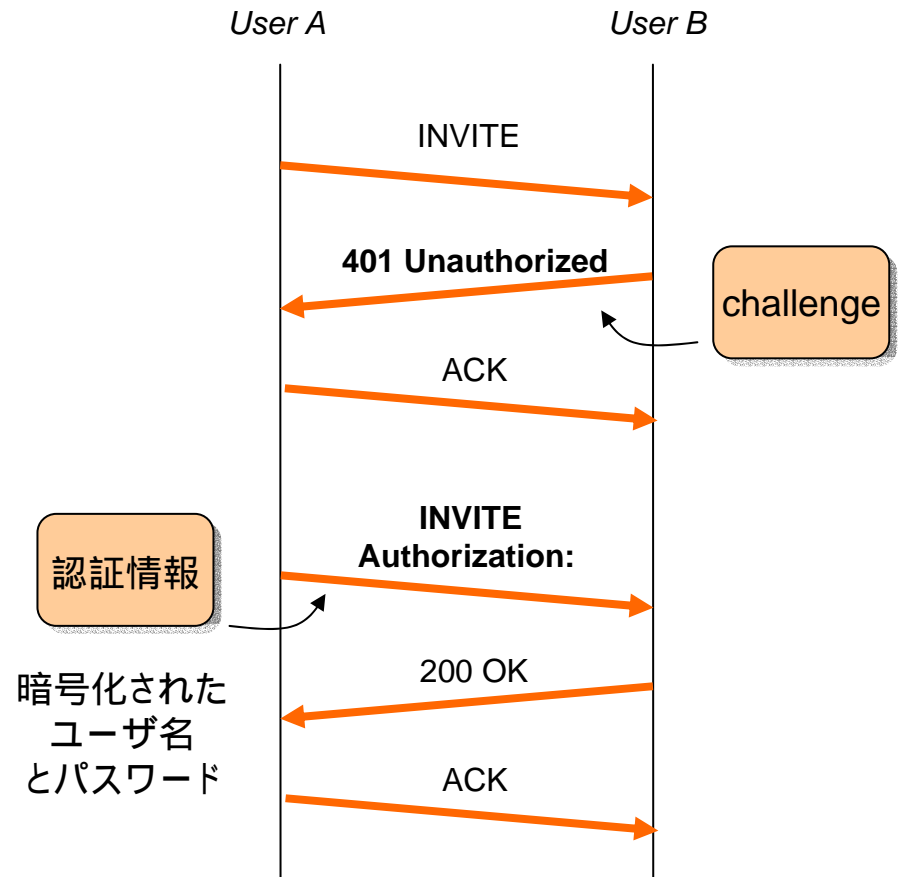 User A
User B
INVITE
401 Unauthorized
challenge
ACK
INVITE
Authorization:
認証情報
200 OK
暗号化された
ユーザ名
とパスワード
ACK